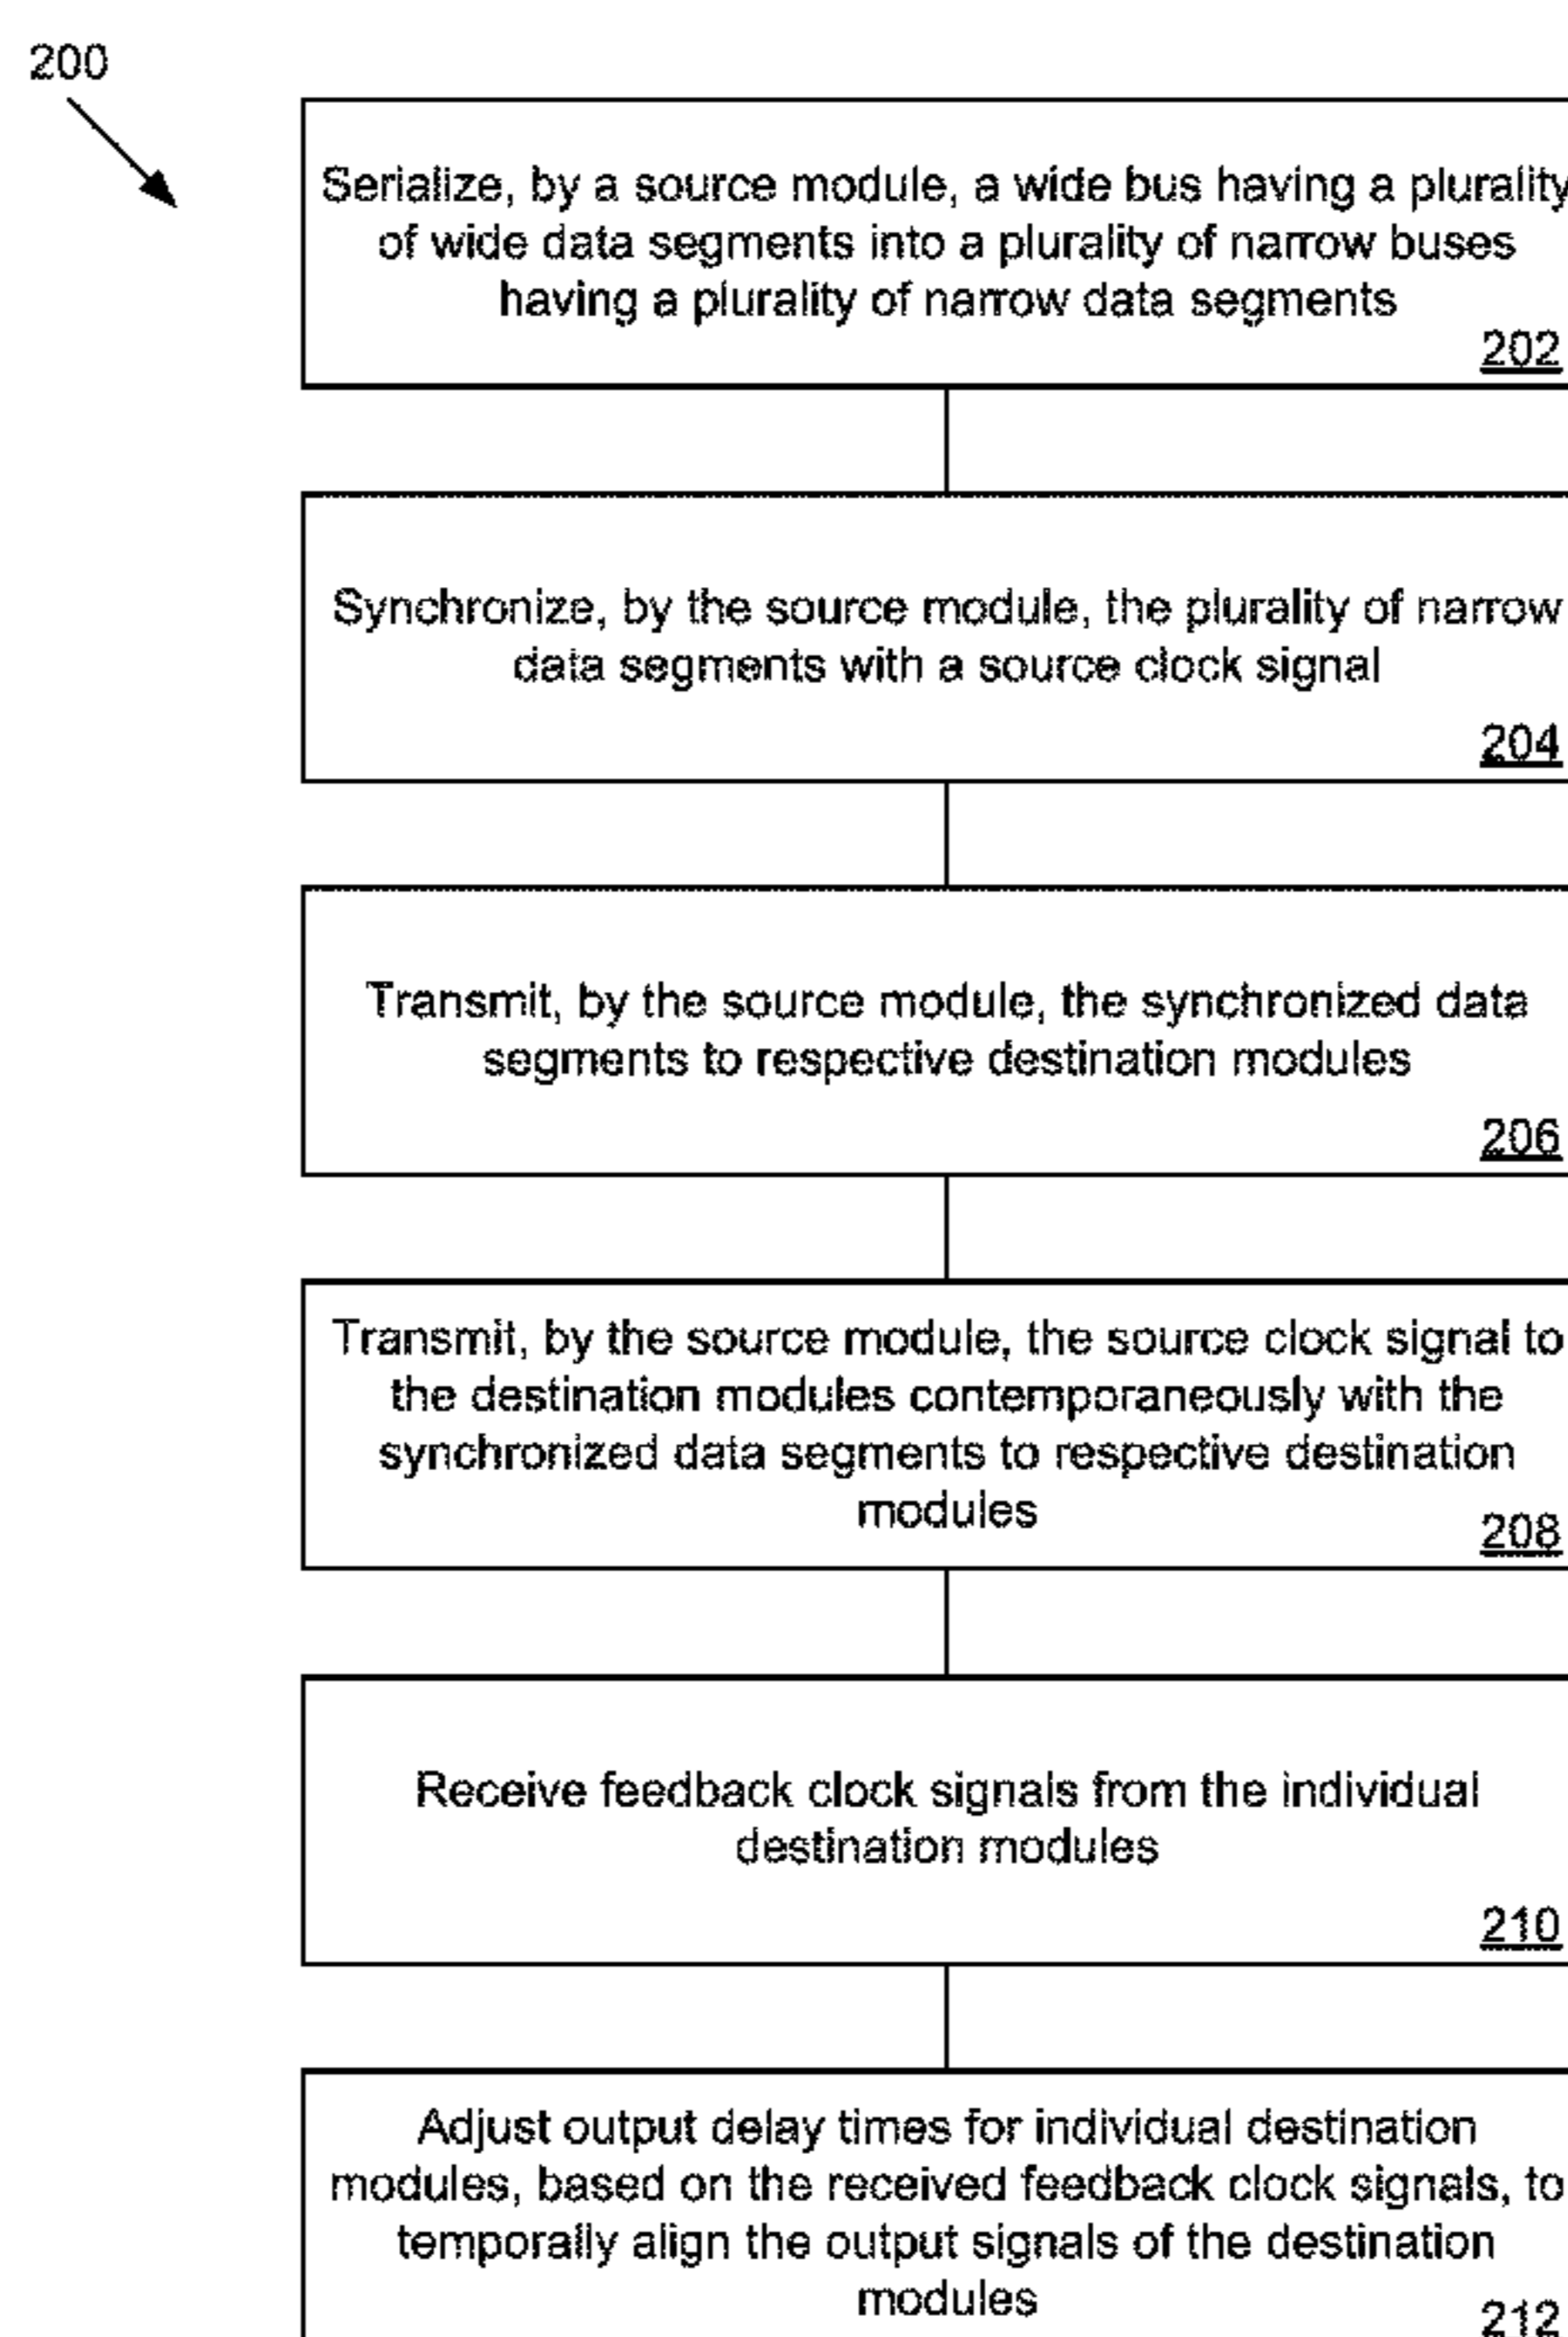 200
Serialize, by a source module, a wide bus having a plurality
of wide data segments into a plurality of narrow buses
having a plurality of narrow data segments
202
Synchronize, by the source module, the plurality of narrow
data segments with a source clock signal
204
Transmit, by the source module, the synchronized data
segments to respective destination modules
206
Transmit, by the source module, the source clock signal to
the destination modules contemporaneously with the
synchronized data segments to respective destination
modules
208
Receive feedback clock signals from the individual
destination modules
210
Adjust output delay times for individual destination
modules, based on the received feedback clock signals, to
temporally align the output signals of the destination
modules
212